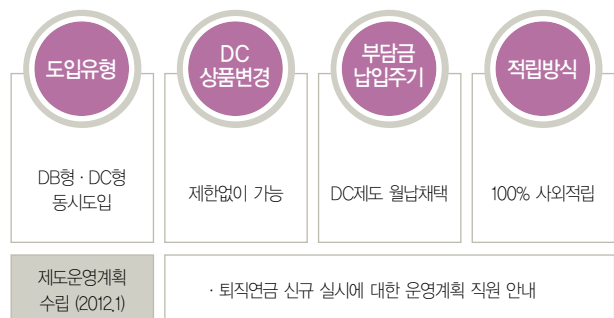 도입유형
DC
상품변경
부담금
납입주기
적립방식
DB형 · DC형
동시도입
제한없이 가능
DC제도 월납채택
100% 사외적립
제도운영계획
수립 (2012.1)
· 퇴직연금 신규 실시에 대한 운영계획 직원 안내